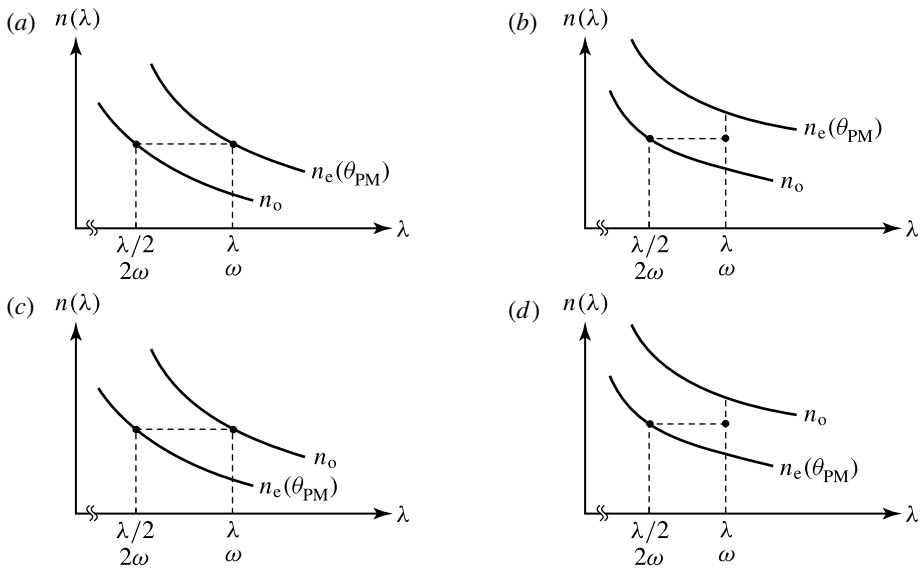 (a)
n(λ)
n_e(θ_PM)
n_o
λ/2
2ω
λ
ω
λ
(b)
n(λ)
n_e(θ_PM)
n_o
λ/2
2ω
λ
ω
λ
(c)
n(λ)
n_o
n_e(θ_PM)
λ/2
2ω
λ
ω
λ
(d)
n(λ)
n_o
n_e(θ_PM)
λ/2
2ω
λ
ω
λ